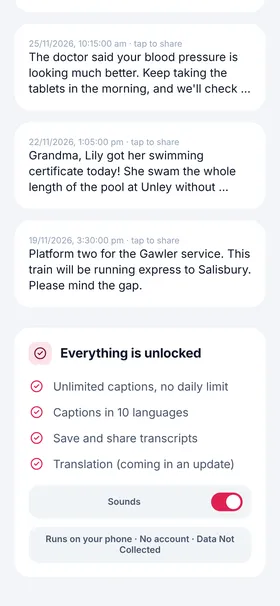 25/11/2026, 10:15:00 am · tap to share
The doctor said your blood pressure is
looking much better. Keep taking the
tablets in the morning, and we'll check ...
22/11/2026, 1:05:00 pm · tap to share
Grandma, Lily got her swimming
certificate today! She swam the whole
length of the pool at Unley without ...
19/11/2026, 3:30:00 pm · tap to share
Platform two for the Gawler service. This
train will be running express to Salisbury.
Please mind the gap.
Everything is unlocked
Unlimited captions, no daily limit
Captions in 10 languages
Save and share transcripts
Translation (coming in an update)
Sounds
Runs on your phone · No account · Data Not
Collected